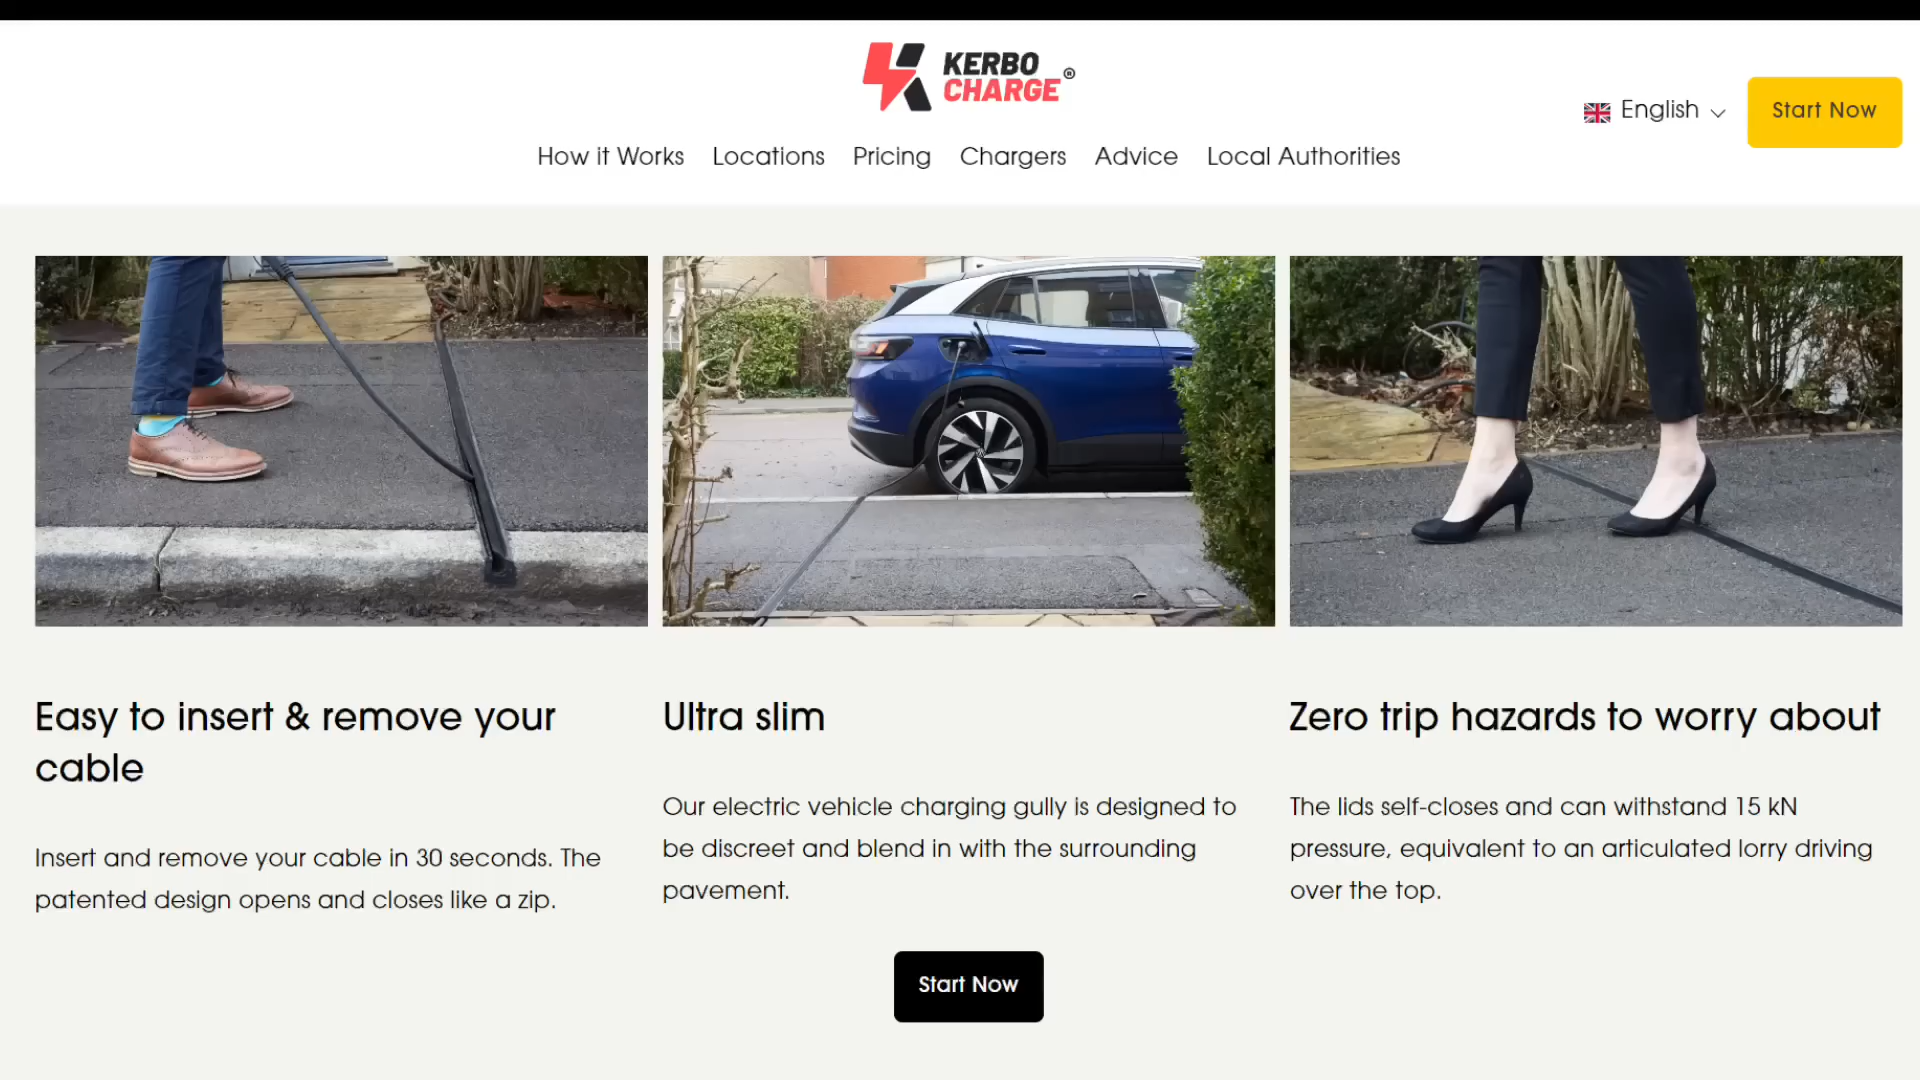 KERBO
CHARGE®
English
Start Now
How it Works Locations Pricing Chargers Advice Local Authorities
Easy to insert & remove your
cable
Insert and remove your cable in 30 seconds. The
patented design opens and closes like a zip.
Ultra slim
Our electric vehicle charging gully is designed to
be discreet and blend in with the surrounding
pavement.
Zero trip hazards to worry about
The lids self-closes and can withstand 15 kN
pressure, equivalent to an articulated lorry driving
over the top.
Start Now